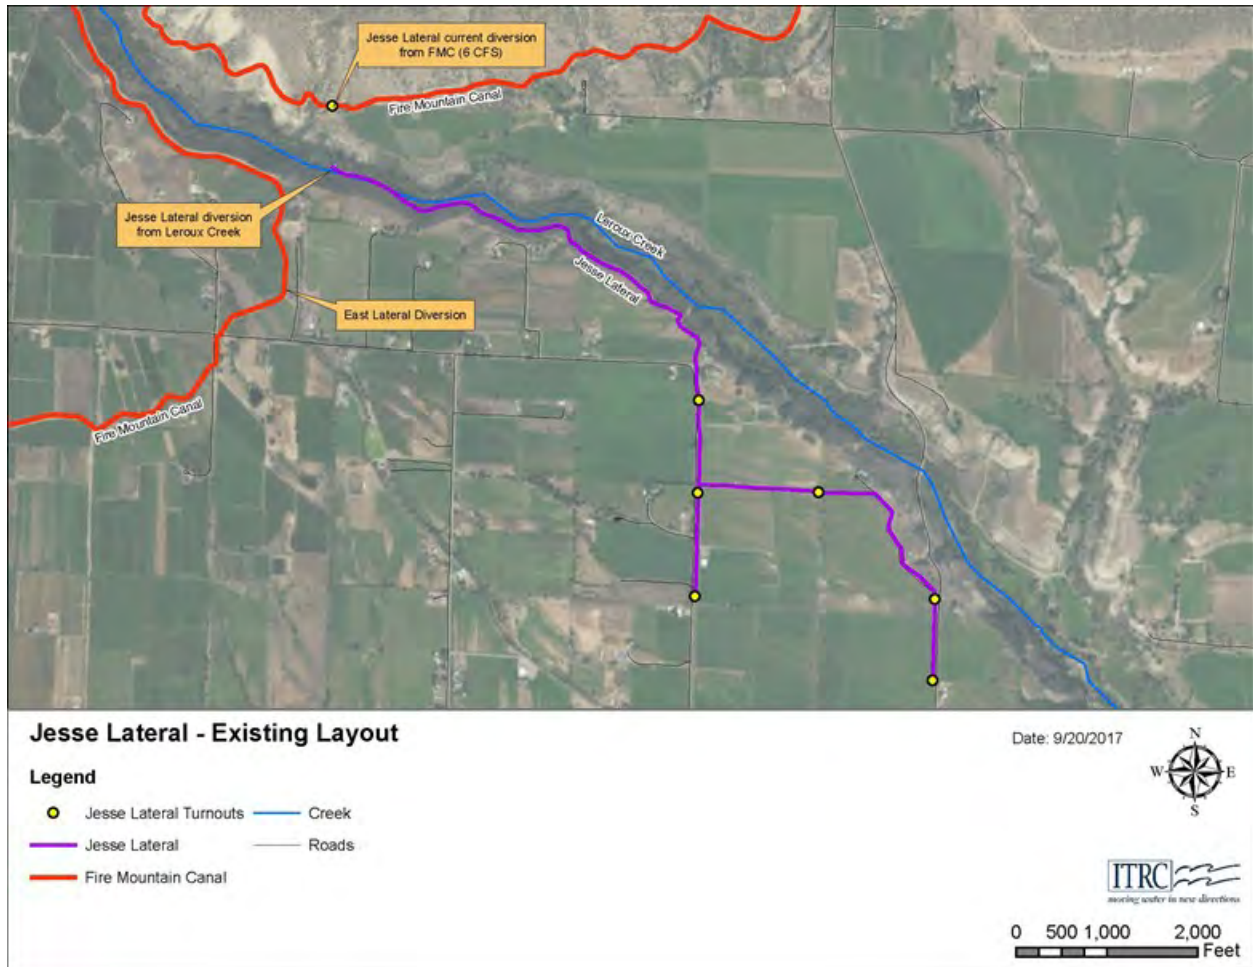 Jesse Lateral current diversion
from FMC (6 CFS)
Fire Mountain Canal
Jesse Lateral diversion
from Leroux Creek
Leroux Creek
Jesse Lateral
East Lateral Diversion
Fire Mountain Canal
Jesse Lateral - Existing Layout
Date: 9/20/2017
Legend
Jesse Lateral Turnouts
Creek
Jesse Lateral
Roads
Fire Mountain Canal
N
W
E
S
ITRC
moving water in new directions
0 500 1,000 2,000
Feet